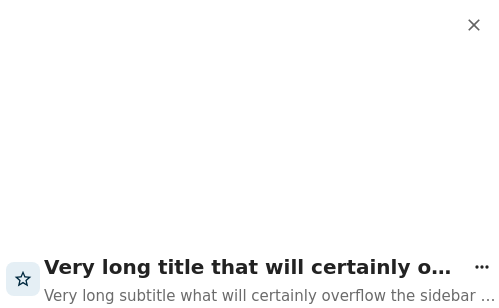 Very long title that will certainly o...
Very long subtitle what will certainly overflow the sidebar ...